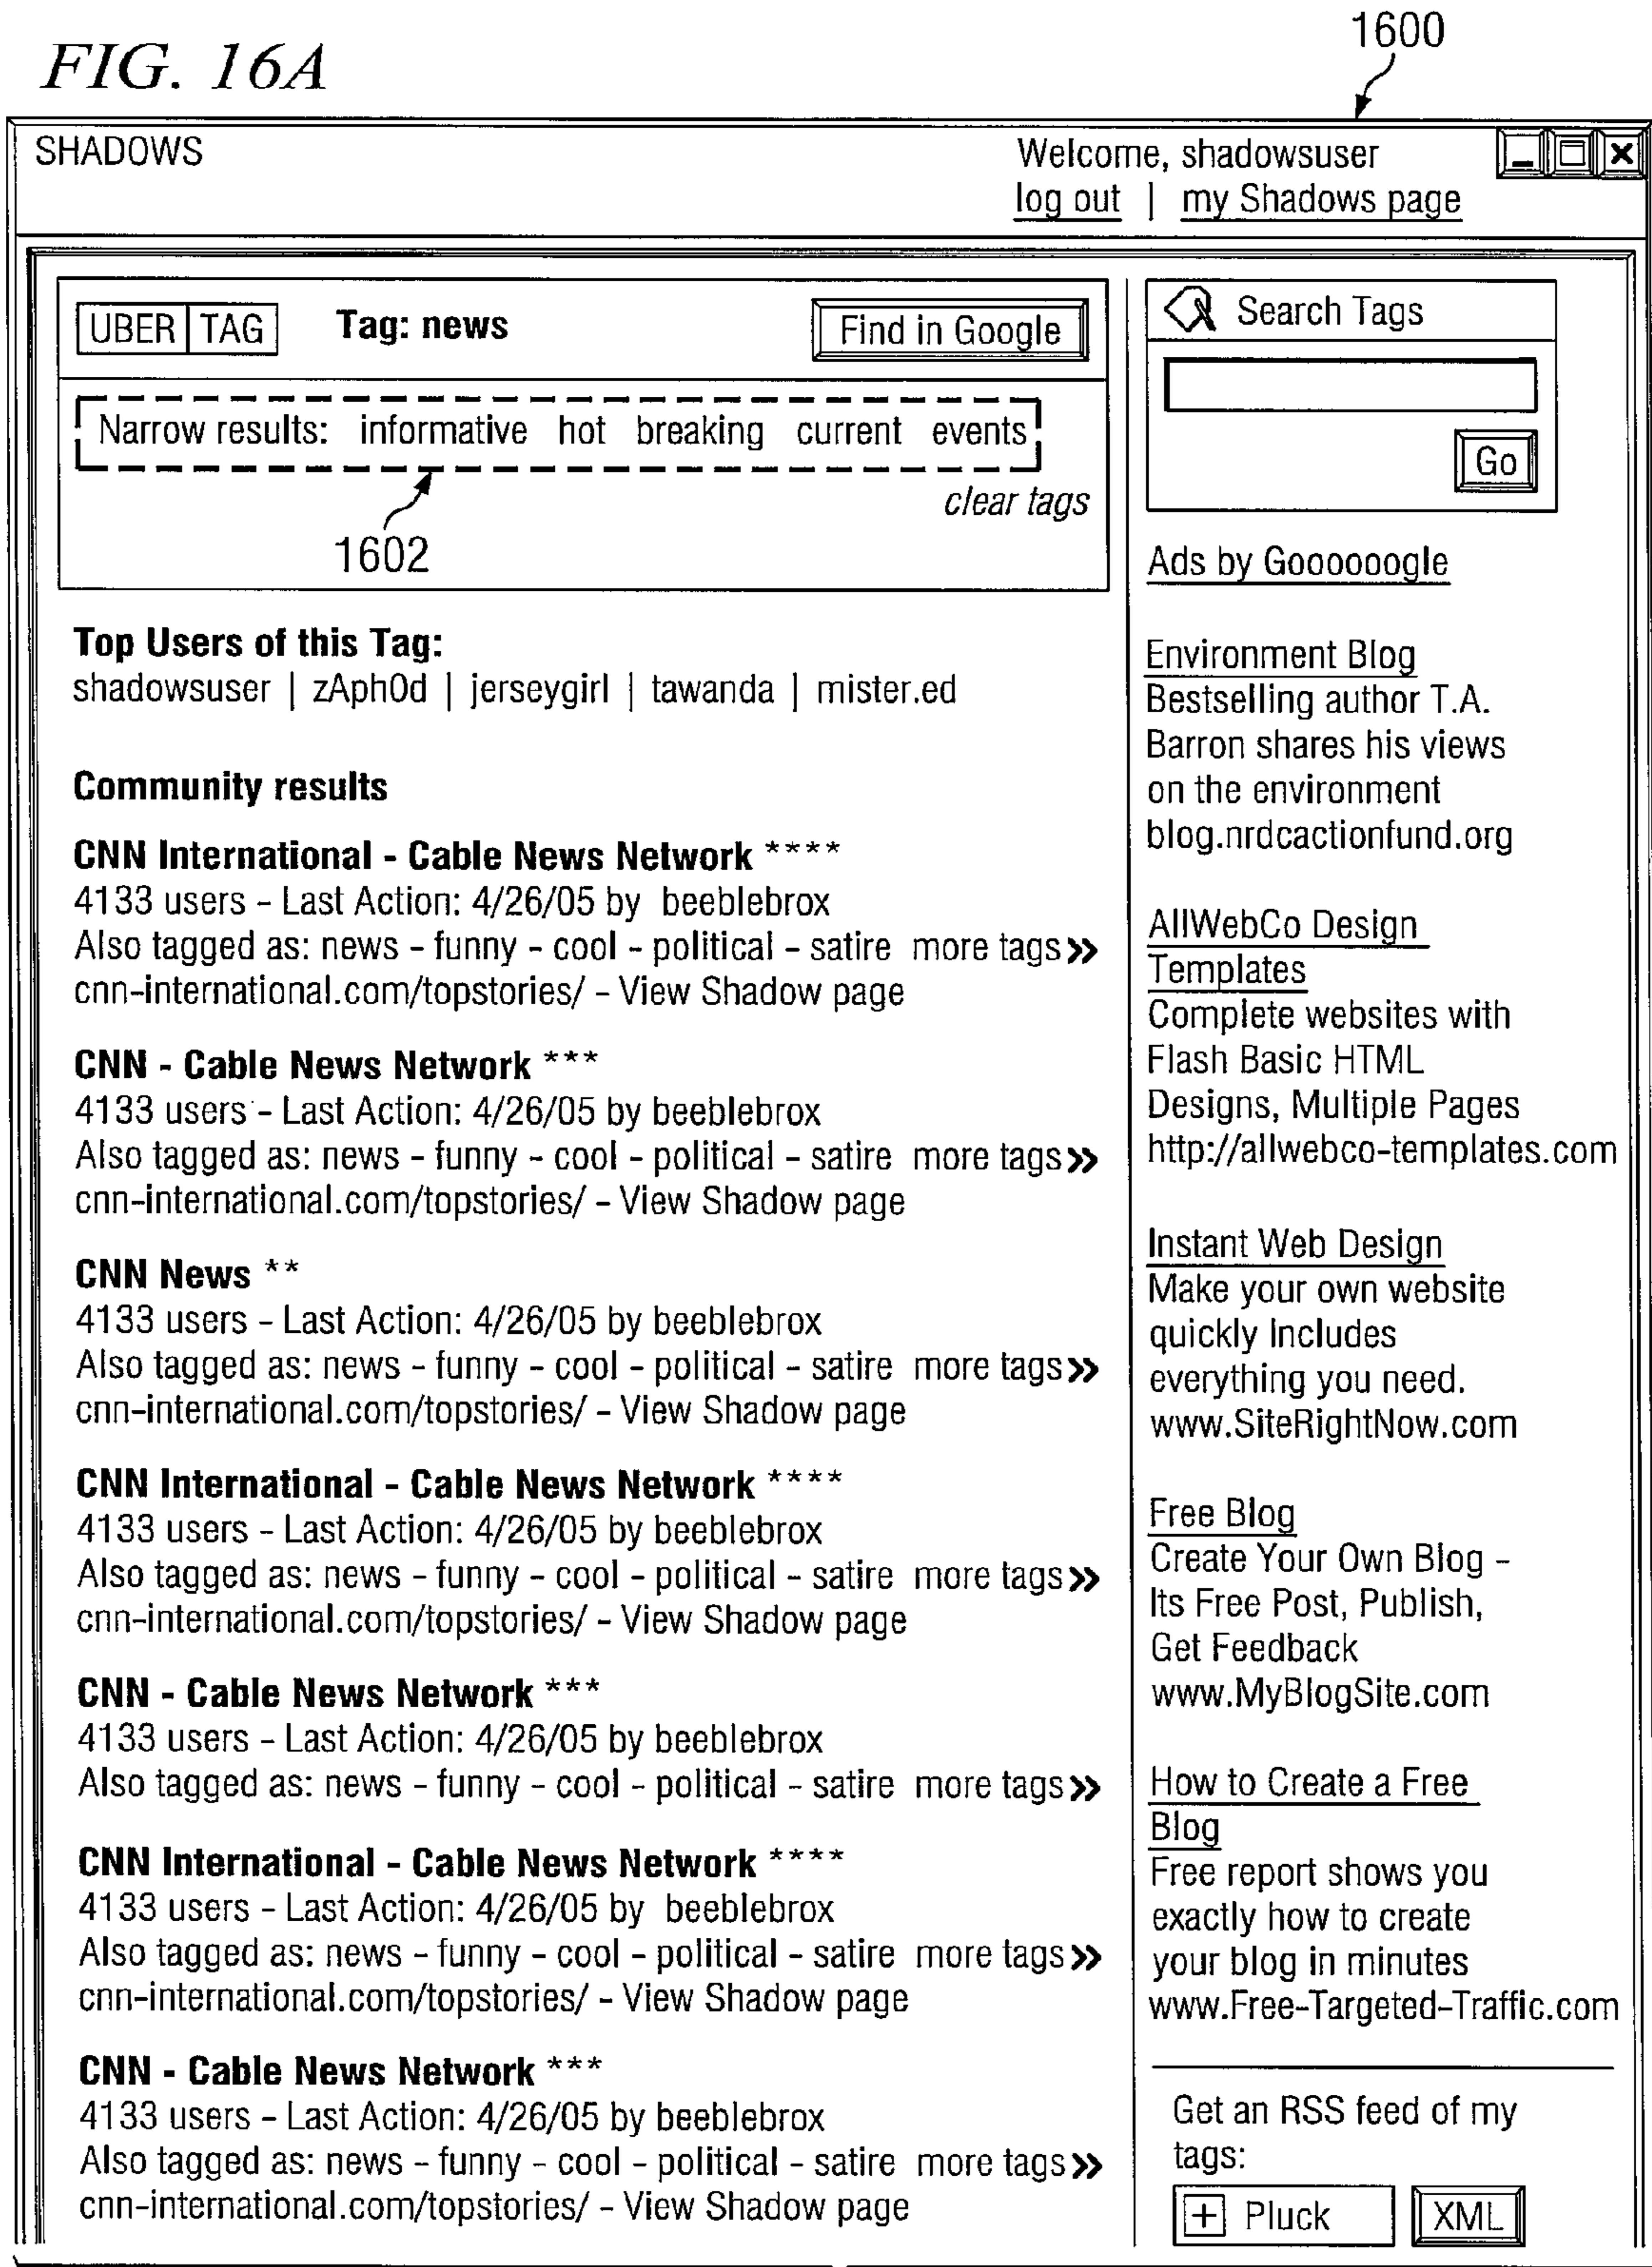 FIG. 16A
1600
SHADOWS
Welcome, shadowsuser
log out | my Shadows page
UBER TAG Tag: news Find in Google
Narrow results: informative hot breaking current events
clear tags
1602
Top Users of this Tag:
shadowsuser | zAph0d | jerseygirl | tawanda | mister.ed
Community results
CNN International - Cable News Network ****
4133 users - Last Action: 4/26/05 by beeblebrox
Also tagged as: news - funny - cool - political - satire more tags»
cnn-international.com/topstories/ - View Shadow page
CNN - Cable News Network ***
4133 users - Last Action: 4/26/05 by beeblebrox
Also tagged as: news - funny - cool - political - satire more tags»
cnn-international.com/topstories/ - View Shadow page
CNN News **
4133 users - Last Action: 4/26/05 by beeblebrox
Also tagged as: news - funny - cool - political - satire more tags»
cnn-international.com/topstories/ - View Shadow page
CNN International - Cable News Network ****
4133 users - Last Action: 4/26/05 by beeblebrox
Also tagged as: news - funny - cool - political - satire more tags»
cnn-international.com/topstories/ - View Shadow page
CNN - Cable News Network ***
4133 users - Last Action: 4/26/05 by beeblebrox
Also tagged as: news - funny - cool - political - satire more tags»
CNN International - Cable News Network ****
4133 users - Last Action: 4/26/05 by beeblebrox
Also tagged as: news - funny - cool - political - satire more tags»
cnn-international.com/topstories/ - View Shadow page
CNN - Cable News Network ***
4133 users - Last Action: 4/26/05 by beeblebrox
Also tagged as: news - funny - cool - political - satire more tags»
cnn-international.com/topstories/ - View Shadow page
Search Tags
Go
Ads by Goooooogle
Environment Blog
Bestselling author T.A.
Barron shares his views
on the environment
blog.nrdcactionfund.org
AllWebCo Design
Templates
Complete websites with
Flash Basic HTML
Designs, Multiple Pages
http://allwebco-templates.com
Instant Web Design
Make your own website
quickly Includes
everything you need.
www.SiteRightNow.com
Free Blog
Create Your Own Blog -
Its Free Post, Publish,
Get Feedback
www.MyBlogSite.com
How to Create a Free
Blog
Free report shows you
exactly how to create
your blog in minutes
www.Free-Targeted-Traffic.com
Get an RSS feed of my
tags:
+ Pluck XML